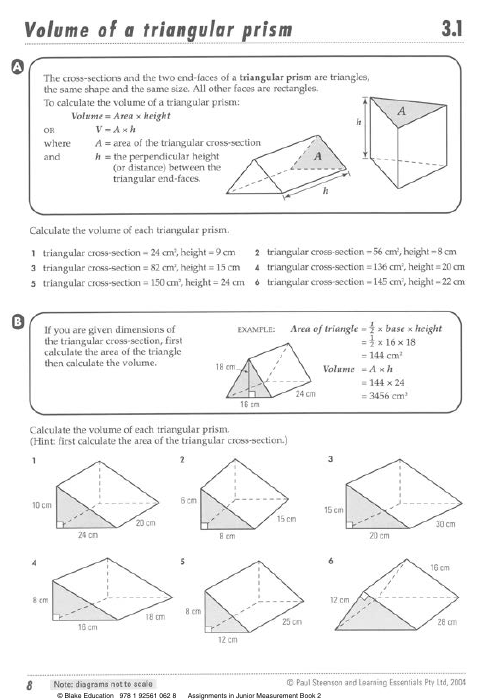 Volume of a triangular prism 3.1
A
The cross-sections and the two end-faces of a triangular prism are triangles,
the same shape and the same size. All other faces are rectangles.
To calculate the volume of a triangular prism:
Volume = Area × height
OR V = A × h
where A = area of the triangular cross-section
and h = the perpendicular height
(or distance) between the
triangular end-faces.
A
h
h
A
Calculate the volume of each triangular prism.
1 triangular cross-section = 24 cm², height = 9 cm 2 triangular cross-section = 56 cm², height = 8 cm
3 triangular cross-section = 82 cm², height = 15 cm 4 triangular cross-section = 136 cm², height = 20 cm
5 triangular cross-section = 150 cm², height = 24 cm 6 triangular cross-section = 145 cm², height = 22 cm
B
If you are given dimensions of
the triangular cross-section, first
calculate the area of the triangle
then calculate the volume.
EXAMPLE: Area of triangle = ½ × base × height
= ½ × 16 × 18
= 144 cm²
Volume = A × h
= 144 × 24
= 3456 cm³
18 cm
16 cm
24 cm
Calculate the volume of each triangular prism.
(Hint: first calculate the area of the triangular cross-section.)
1 2 3
10 cm
24 cm
20 cm
6 cm
8 cm
15 cm
15 cm
20 cm
30 cm
4 5 6
8 cm
16 cm
18 cm
8 cm
12 cm
25 cm
12 cm
16 cm
28 cm
8 Note: diagrams not to scale © Paul Steenson and Learning Essentials Pty Ltd, 2004
© Blake Education 978 1 92561 062 8 Assignments in Junior Measurement Book 2